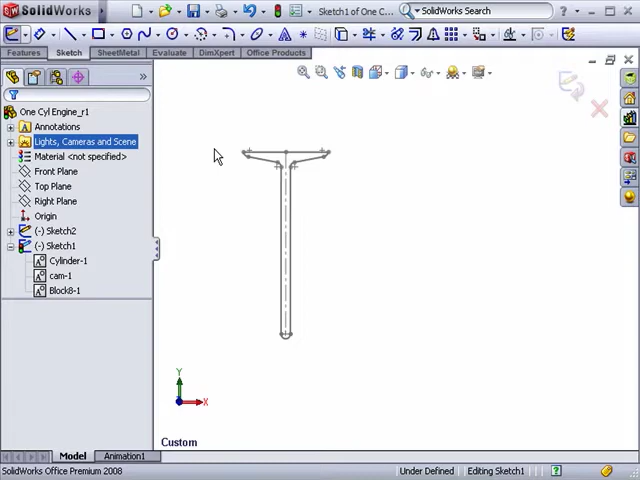 SolidWorks
Sketch1 of One C...
SolidWorks Search
Features
Sketch
SheetMetal
Evaluate
DimXpert
Office Products
One Cyl Engine_r1
Annotations
Lights, Cameras and Scene
Material <not specified>
Front Plane
Top Plane
Right Plane
Origin
(-) Sketch2
(-) Sketch1
Cylinder-1
cam-1
Block8-1
Y
X
Custom
Model
Animation1
SolidWorks Office Premium 2008
Under Defined
Editing Sketch1